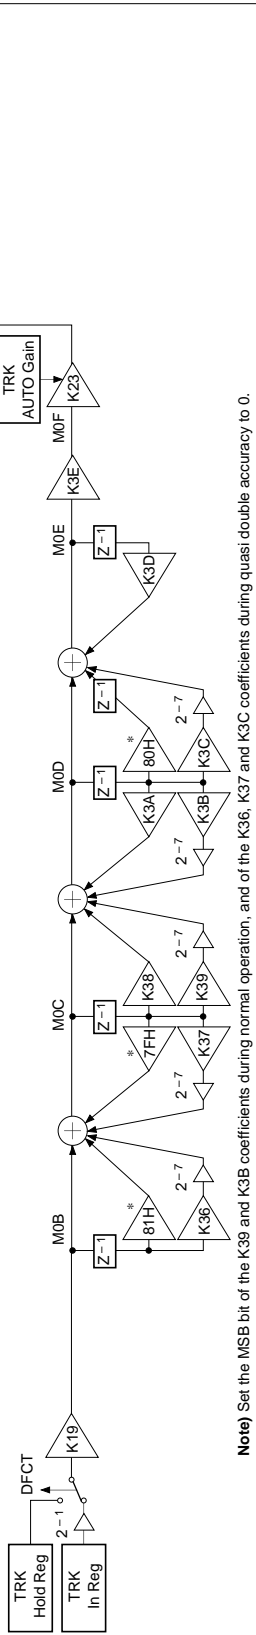 TRK
Hold Reg
TRK
In Reg
2 – 1
DFCT
K19
M0B
Z – 1
81H
*
K36
2 – 7
7FH
*
K37
2 – 7
M0C
Z – 1
K38
K39
2 – 7
K3A
K3B
2 – 7
M0D
Z – 1
80H
*
K3C
2 – 7
Z – 1
K3D
Z – 1
M0E
K3E
M0F
K23
TRK
AUTO Gain
Note) Set the MSB bit of the K39 and K3B coefficients during normal operation, and of the K36, K37 and K3C coefficients during quasi double accuracy to 0.